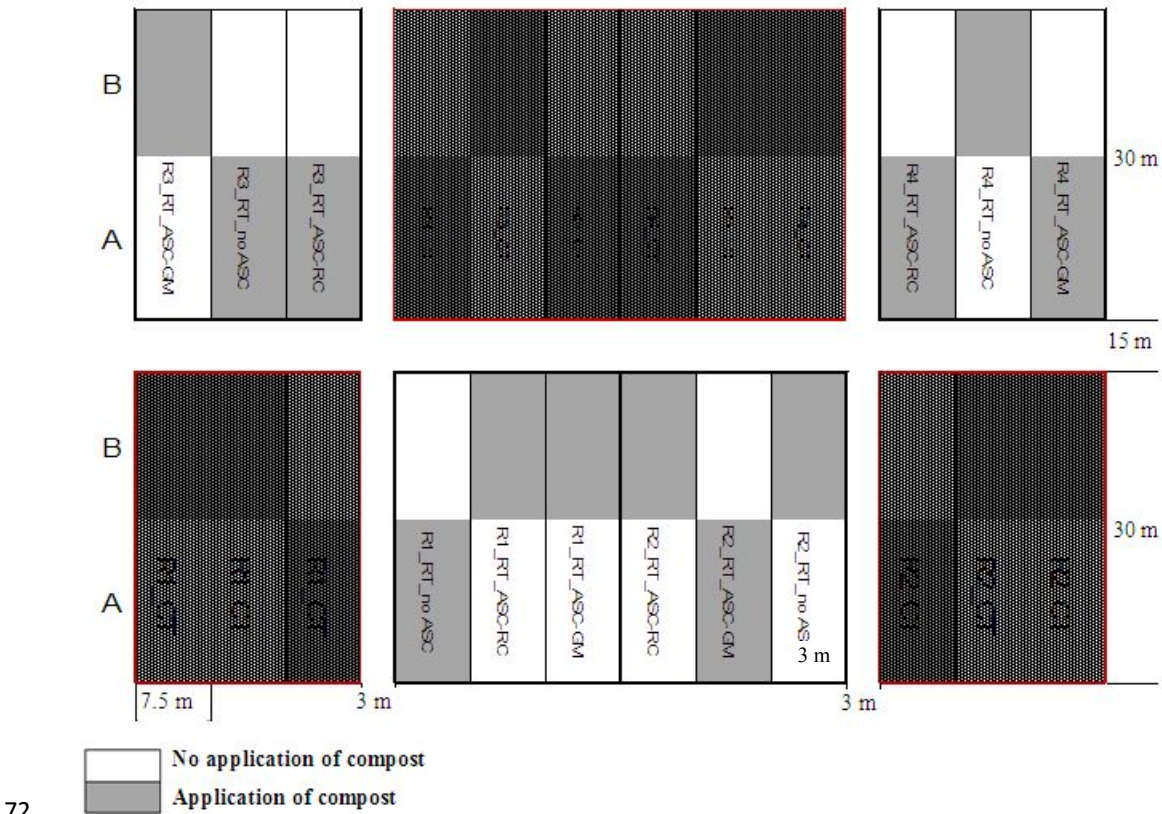 B
A
R3_RT_ASC-GM
R3_RT_no ASC
R3_RT_ASC-RC
R4_RT_ASC-RC
R4_RT_no ASC
R4_RT_ASC-GM
30 m
15 m
B
A
R1_CT
R1_CT
R1_CT
R1_RT_no ASC
R1_RT_ASC-RC
R1_RT_ASC-GM
R2_RT_ASC-RC
R2_RT_ASC-GM
R2_RT_no AS
3 m
R2_CT
R2_CT
R2_CT
30 m
7.5 m
3 m
3 m
No application of compost
Application of compost
72